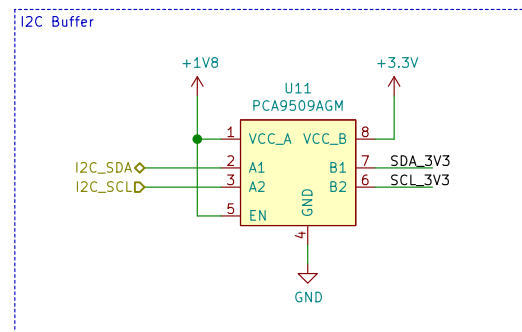 I2C Buffer
+1V8
+3.3V
U11
PCA9509AGM
1 VCC_A VCC_B 8
I2C_SDA 2 A1 B1 7 SDA_3V3
I2C_SCL 3 A2 B2 6 SCL_3V3
5 EN
GND
4
GND